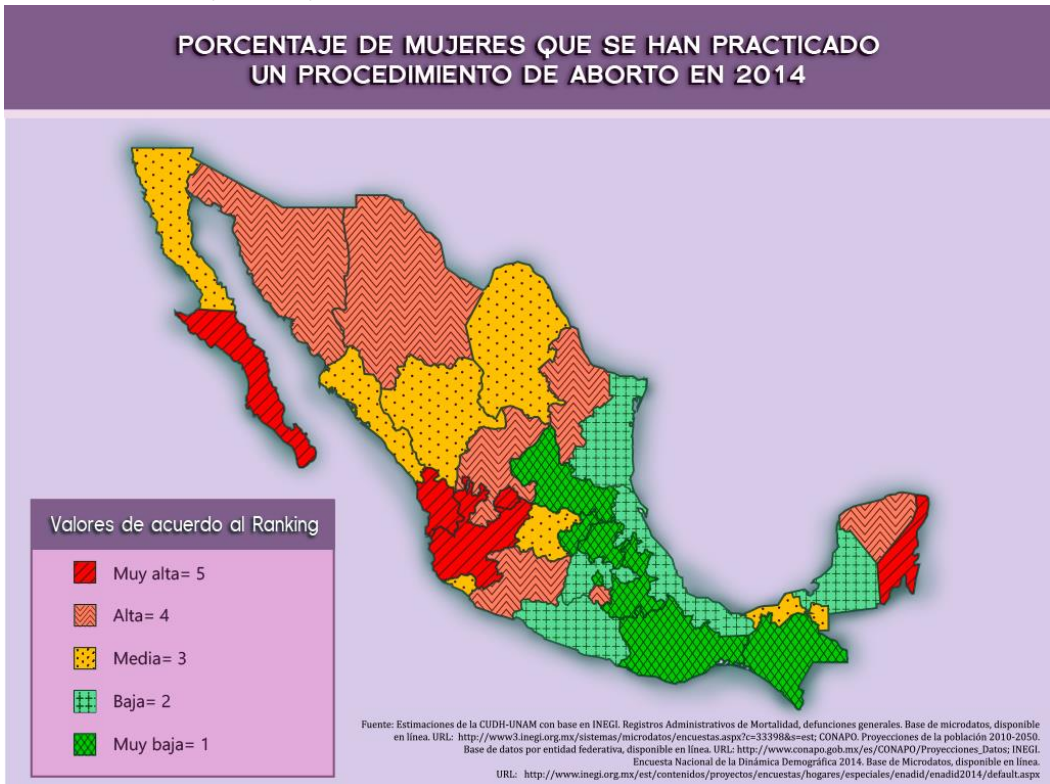 PORCENTAJE DE MUJERES QUE SE HAN PRACTICADO
UN PROCEDIMIENTO DE ABORTO EN 2014
Valores de acuerdo al Ranking
Muy alta= 5
Alta= 4
Media= 3
Baja= 2
Muy baja= 1
Fuente: Estimaciones de la CUDH-UNAM con base en INEGI. Registros Administrativos de Mortalidad, defunciones generales. Base de microdatos, disponible
en línea. URL: http://www3.inegi.org.mx/sistemas/microdatos/encuestas.aspx?c=33398&s=est; CONAPO. Proyecciones de la población 2010-2050.
Base de datos por entidad federativa, disponible en línea. URL: http://www.conapo.gob.mx/es/CONAPO/Proyecciones_Datos; INEGI.
Encuesta Nacional de la Dinámica Demográfica 2014. Base de Microdatos, disponible en línea.
URL: http://www.inegi.org.mx/est/contenidos/proyectos/encuestas/hogares/especiales/enadid/enadid2014/default.aspx